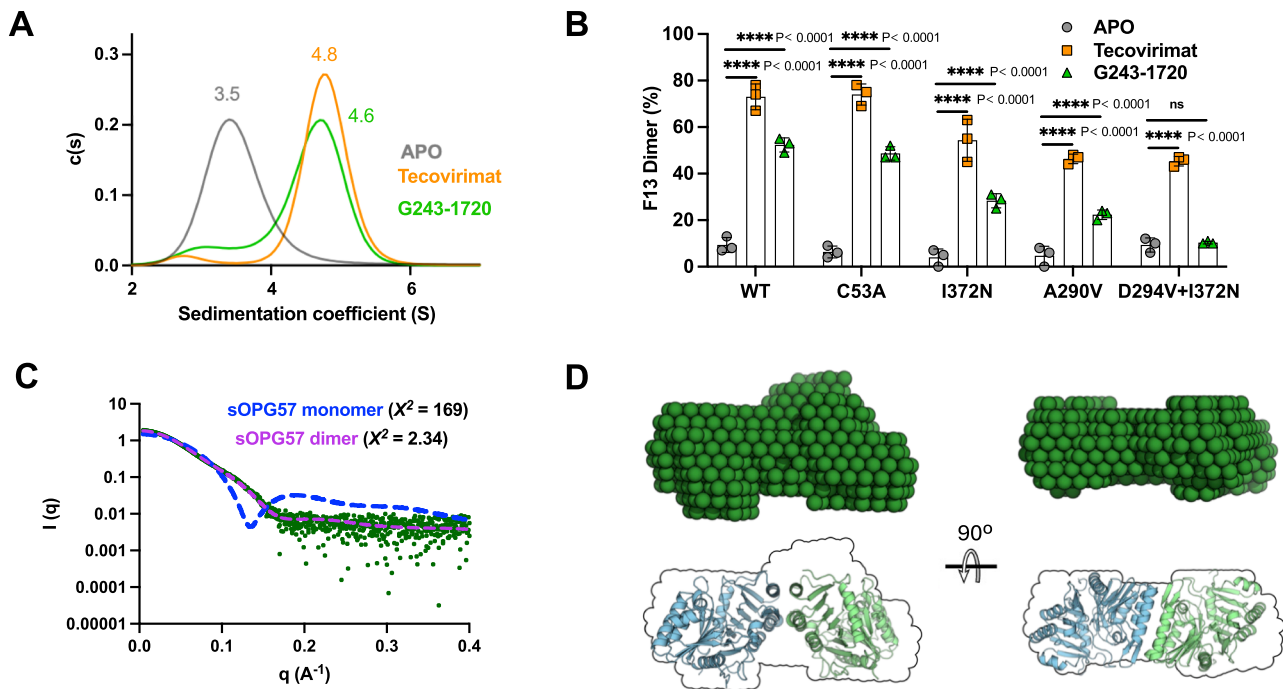 A
0.3
0.2
0.1
0.0
c(s)
3.5
4.8
4.6
APO
Tecovirimat
G243-1720
2
4
6
Sedimentation coefficient (S)
B
APO
Tecovirimat
G243-1720
100
80
60
40
20
0
F13 Dimer (%)
**** P< 0.0001
**** P< 0.0001
**** P< 0.0001
**** P< 0.0001
**** P< 0.0001
**** P< 0.0001
**** P< 0.0001
**** P< 0.0001
ns
**** P< 0.0001
WT
C53A
I372N
A290V
D294V+I372N
C
sOPG57 monomer (X² = 169)
sOPG57 dimer (X² = 2.34)
10
1
0.1
0.01
0.001
0.0001
0.00001
I (q)
0.0
0.1
0.2
0.3
0.4
q (A⁻¹)
D
90º